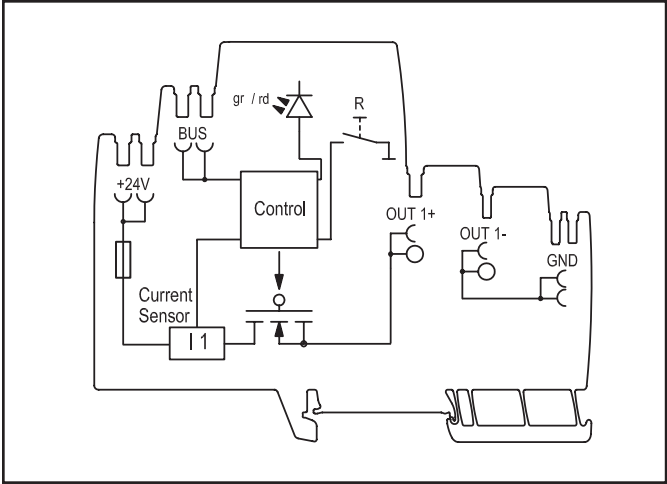 gr / rd
R
BUS
+24V
Control
OUT 1+
OUT 1-
GND
Current
Sensor
I 1